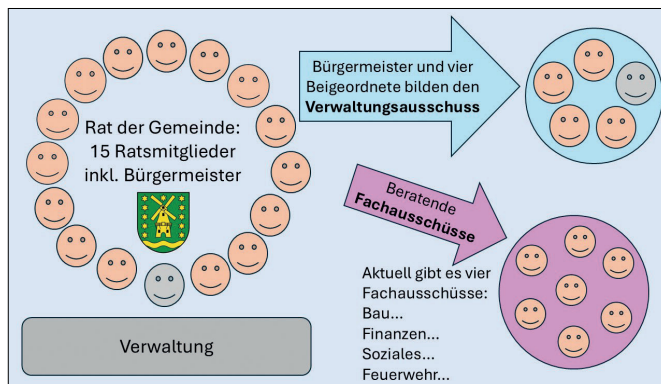 Rat der Gemeinde:
15 Ratsmitglieder
inkl. Bürgermeister
Verwaltung
Bürgermeister und vier
Beigeordnete bilden den
Verwaltungsausschuss
Beratende
Fachausschüsse
Aktuell gibt es vier
Fachausschüsse:
Bau...
Finanzen...
Soziales...
Feuerwehr...